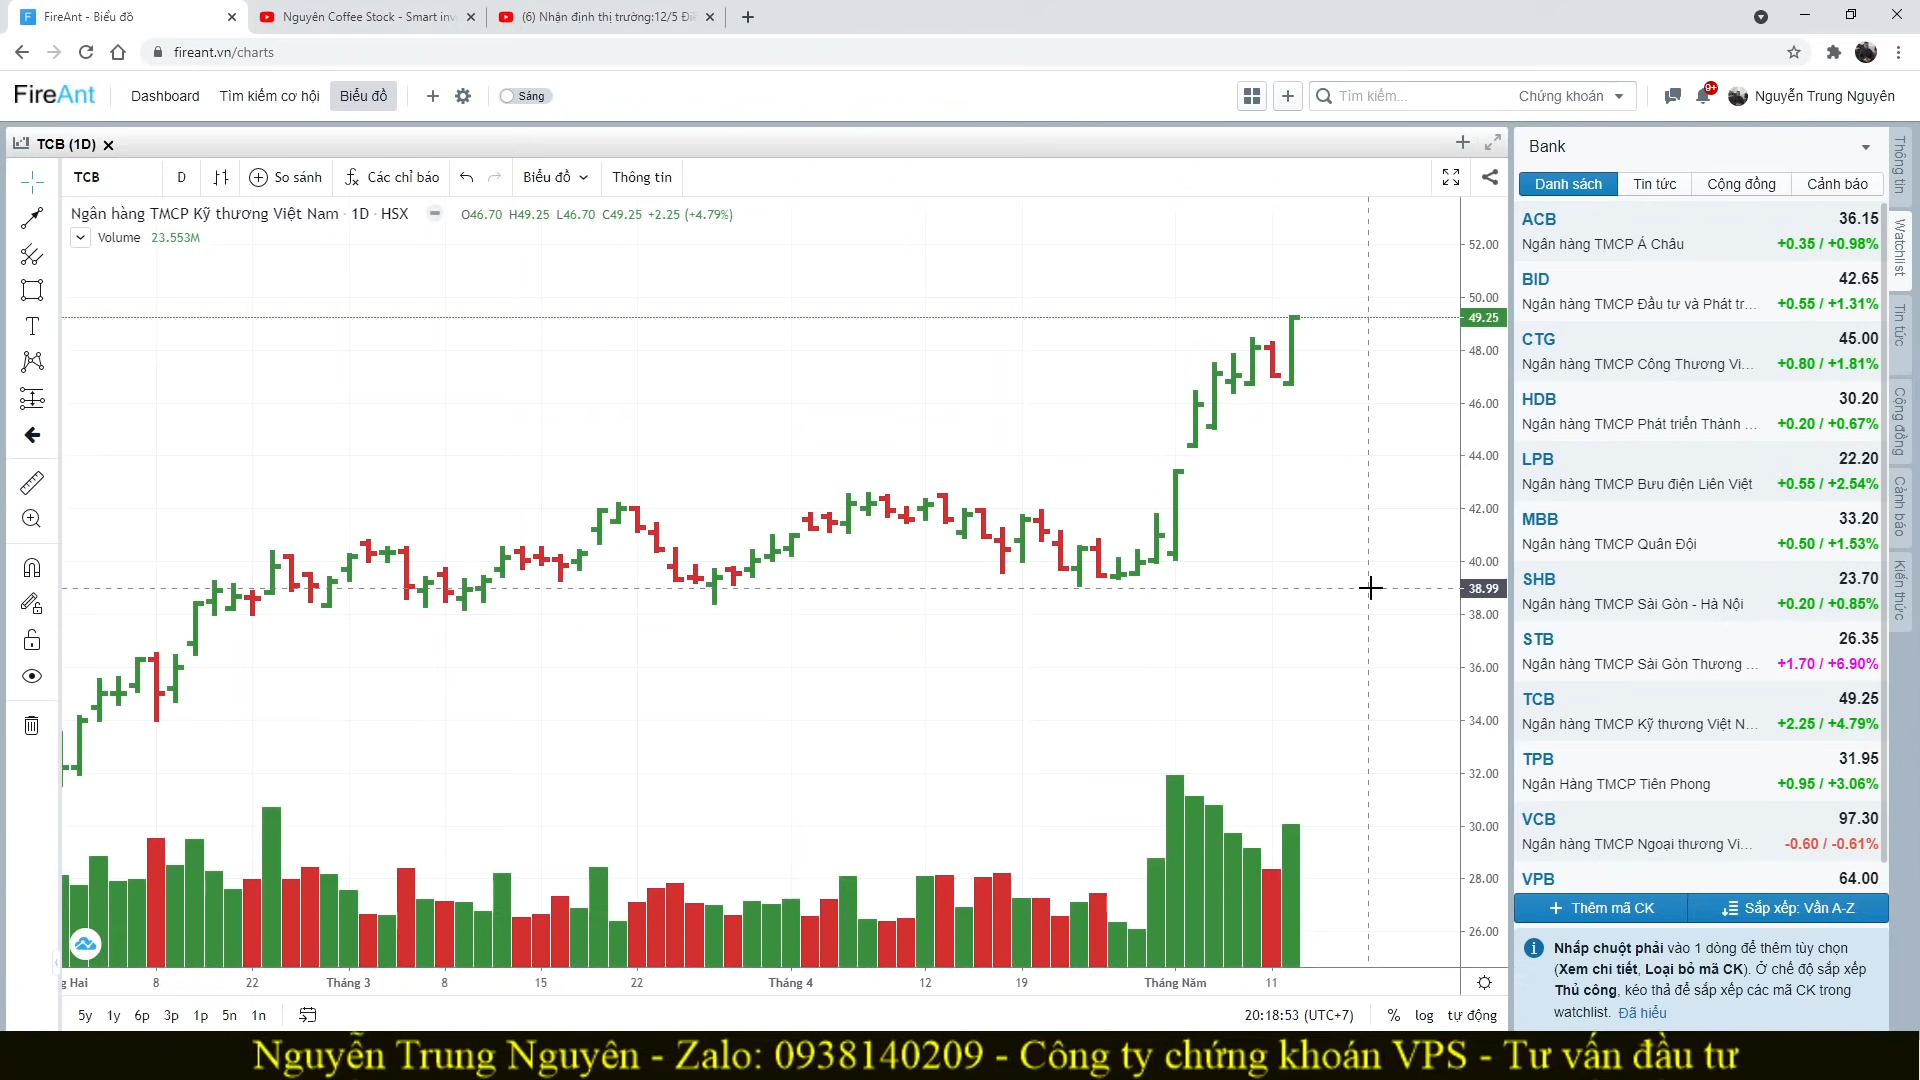 FireAnt - Biểu đồ
Nguyên Coffee Stock - Smart inv
(6) Nhận định thị trường:12/5 Đi
fireant.vn/charts
FireAnt
Dashboard
Tìm kiếm cơ hội
Biểu đồ
Sáng
Tìm kiếm...
Chứng khoán
9+
Nguyễn Trung Nguyên
TCB (1D)
TCB
D
So sánh
Các chỉ báo
Biểu đồ
Thông tin
Ngân hàng TMCP Kỹ thương Việt Nam · 1D · HSX
O46.70 H49.25 L46.70 C49.25 +2.25 (+4.79%)
Volume 23.553M
52.00
50.00
49.25
48.00
46.00
44.00
42.00
40.00
38.99
38.00
36.00
34.00
32.00
30.00
28.00
26.00
g Hai
8
22
Tháng 3
8
15
22
Tháng 4
12
19
Tháng Năm
11
5y 1y 6p 3p 1p 5n 1n
20:18:53 (UTC+7)
% log tự động
Bank
Danh sách
Tin tức
Cộng đồng
Cảnh báo
ACB 36.15
Ngân hàng TMCP Á Châu +0.35 / +0.98%
BID 42.65
Ngân hàng TMCP Đầu tư và Phát tr... +0.55 / +1.31%
CTG 45.00
Ngân hàng TMCP Công Thương Vi... +0.80 / +1.81%
HDB 30.20
Ngân hàng TMCP Phát triển Thành ... +0.20 / +0.67%
LPB 22.20
Ngân hàng TMCP Bưu điện Liên Việt +0.55 / +2.54%
MBB 33.20
Ngân hàng TMCP Quân Đội +0.50 / +1.53%
SHB 23.70
Ngân hàng TMCP Sài Gòn - Hà Nội +0.20 / +0.85%
STB 26.35
Ngân hàng TMCP Sài Gòn Thương ... +1.70 / +6.90%
TCB 49.25
Ngân hàng TMCP Kỹ thương Việt N... +2.25 / +4.79%
TPB 31.95
Ngân Hàng TMCP Tiên Phong +0.95 / +3.06%
VCB 97.30
Ngân hàng TMCP Ngoại thương Vi... -0.60 / -0.61%
VPB 64.00
Thêm mã CK
Sắp xếp: Vần A-Z
Nhấp chuột phải vào 1 dòng để thêm tùy chọn
(Xem chi tiết, Loại bỏ mã CK). Ở chế độ sắp xếp
Thủ công, kéo thả để sắp xếp các mã CK trong
watchlist. Đã hiểu
Thông tin
Watchlist
Tin tức
Cộng đồng
Cảnh báo
Kiến thức
Nguyễn Trung Nguyên - Zalo: 0938140209 - Công ty chứng khoán VPS - Tư vấn đầu tư